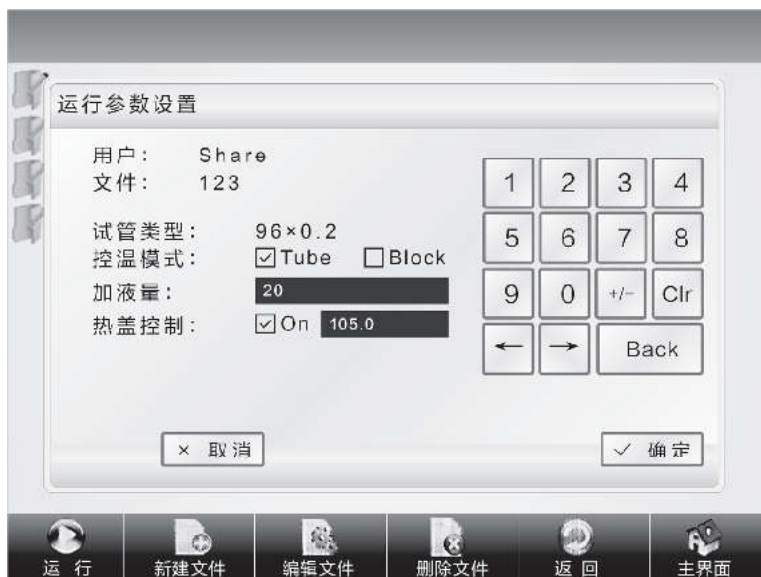 运行参数设置
用户: Share
文件: 123
试管类型: 96×0.2
控温模式: Tube Block
加液量: 20
热盖控制: On 105.0
1 2 3 4
5 6 7 8
9 0 +/- Clr
← → Back
× 取消
✓ 确定
运行 新建文件 编辑文件 删除文件 返回 主界面